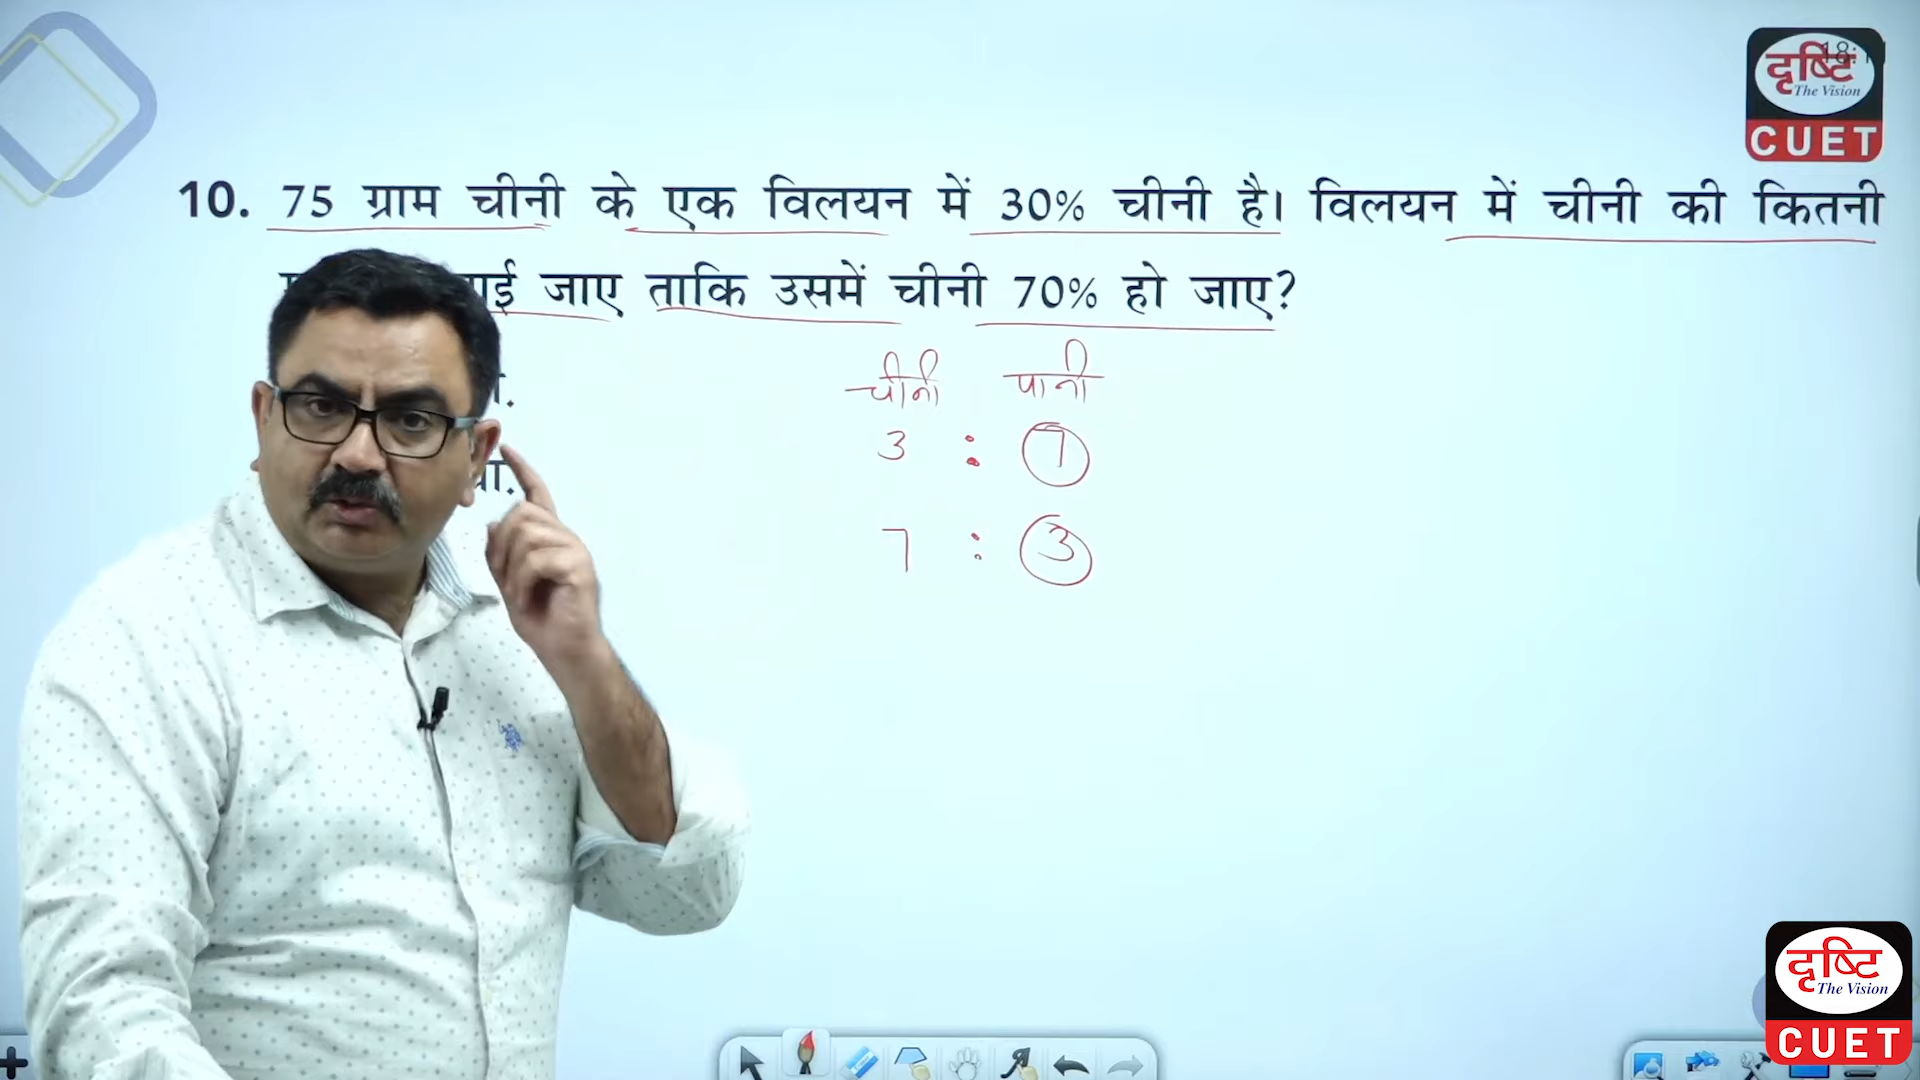 दृष्टि
The Vision
CUET
10. 75 ग्राम चीनी के एक विलयन में 30% चीनी है। विलयन में चीनी की कितनी
जाए ताकि उसमें चीनी 70% हो जाए?
चीनी पानी
3 : 7
7 : 3
दृष्टि
The Vision
CUET